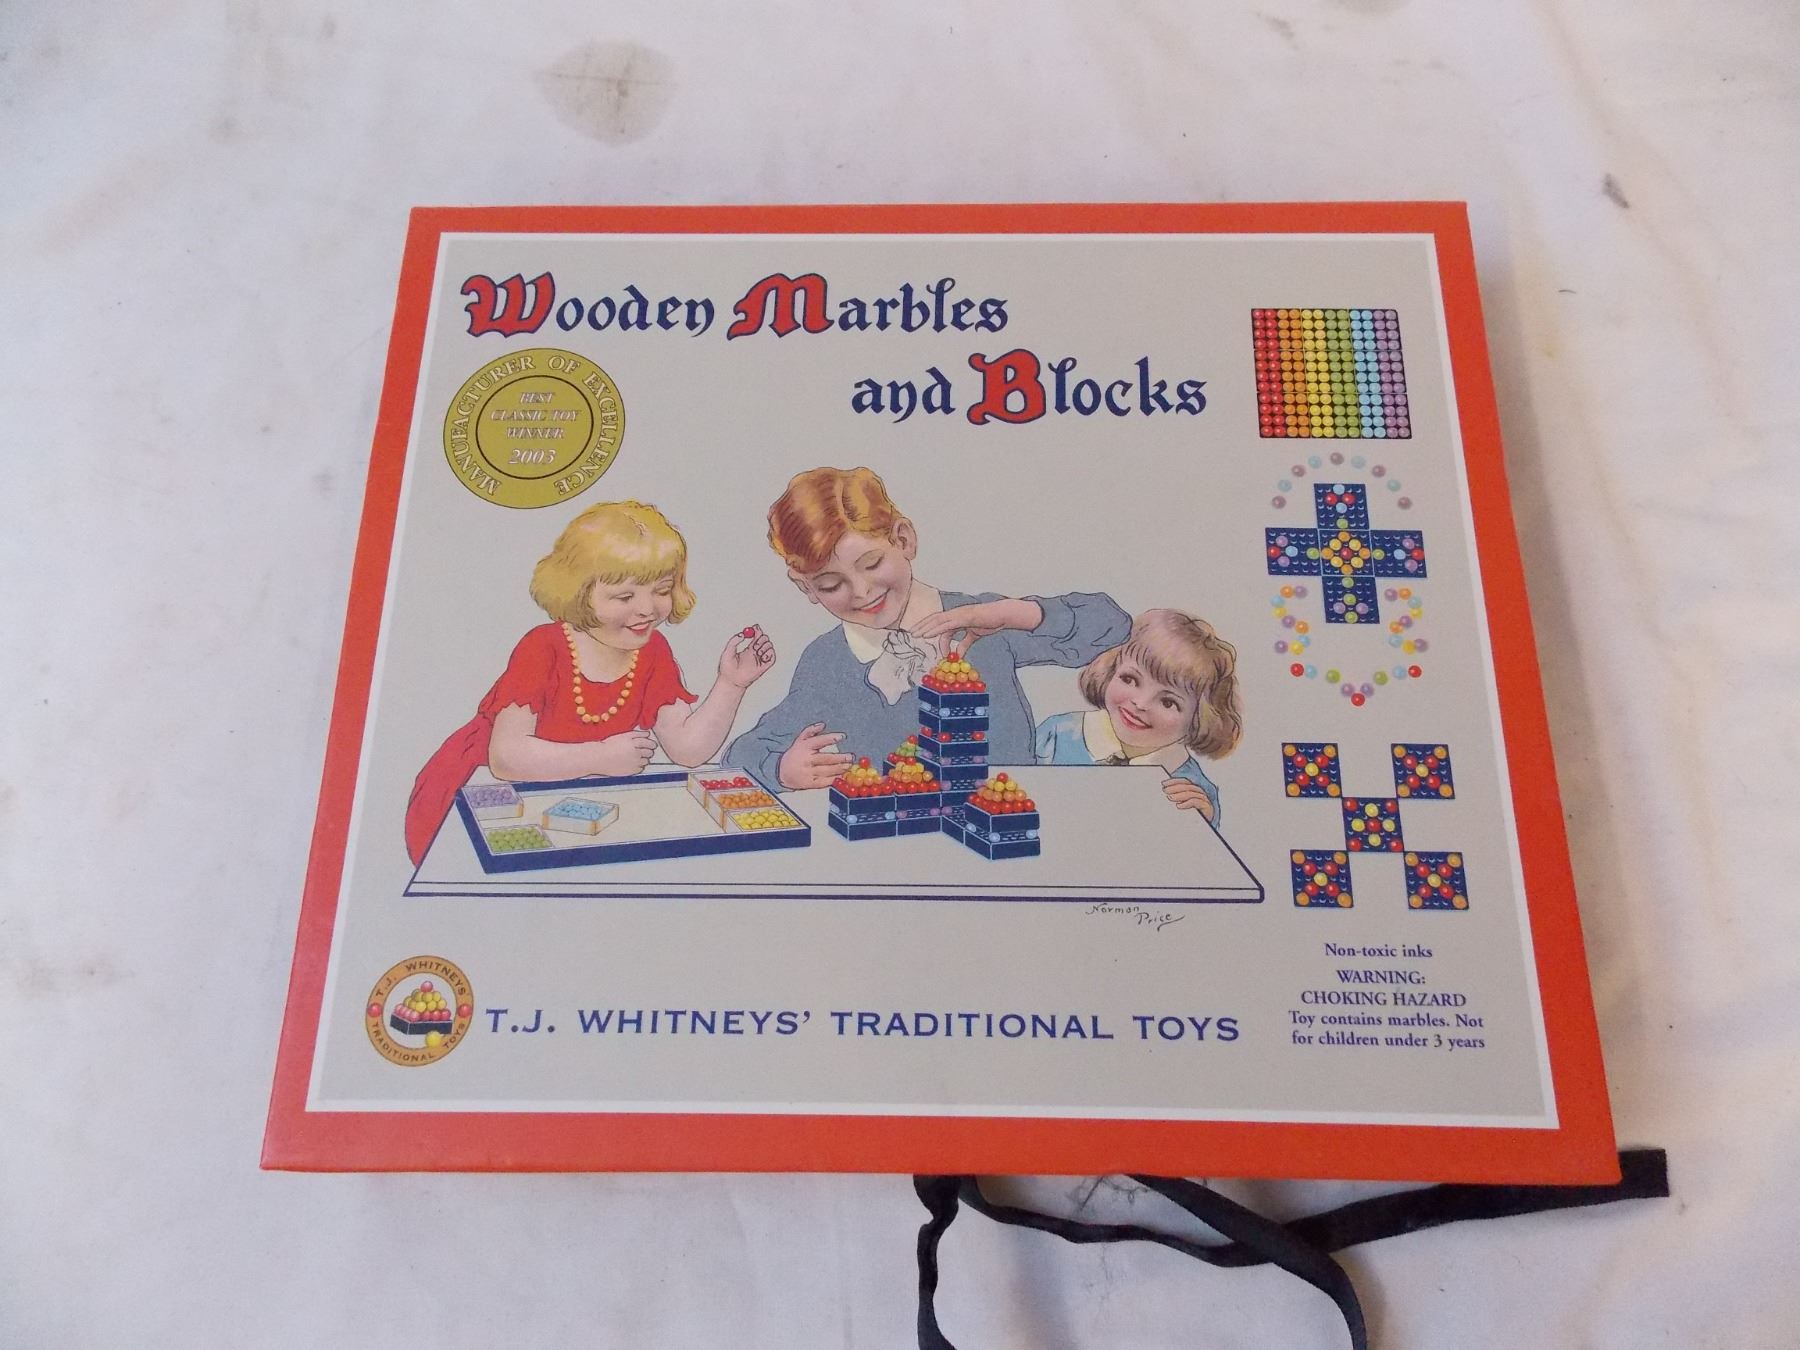 Wooden Marbles
and Blocks
MANUFACTURER OF EXCELLENCE
BEST
CLASSIC TOY
WINNER
2003
Norman
Price
T.J. WHITNEYS'
TRADITIONAL TOYS
T.J. WHITNEYS' TRADITIONAL TOYS
Non-toxic inks
WARNING:
CHOKING HAZARD
Toy contains marbles. Not
for children under 3 years